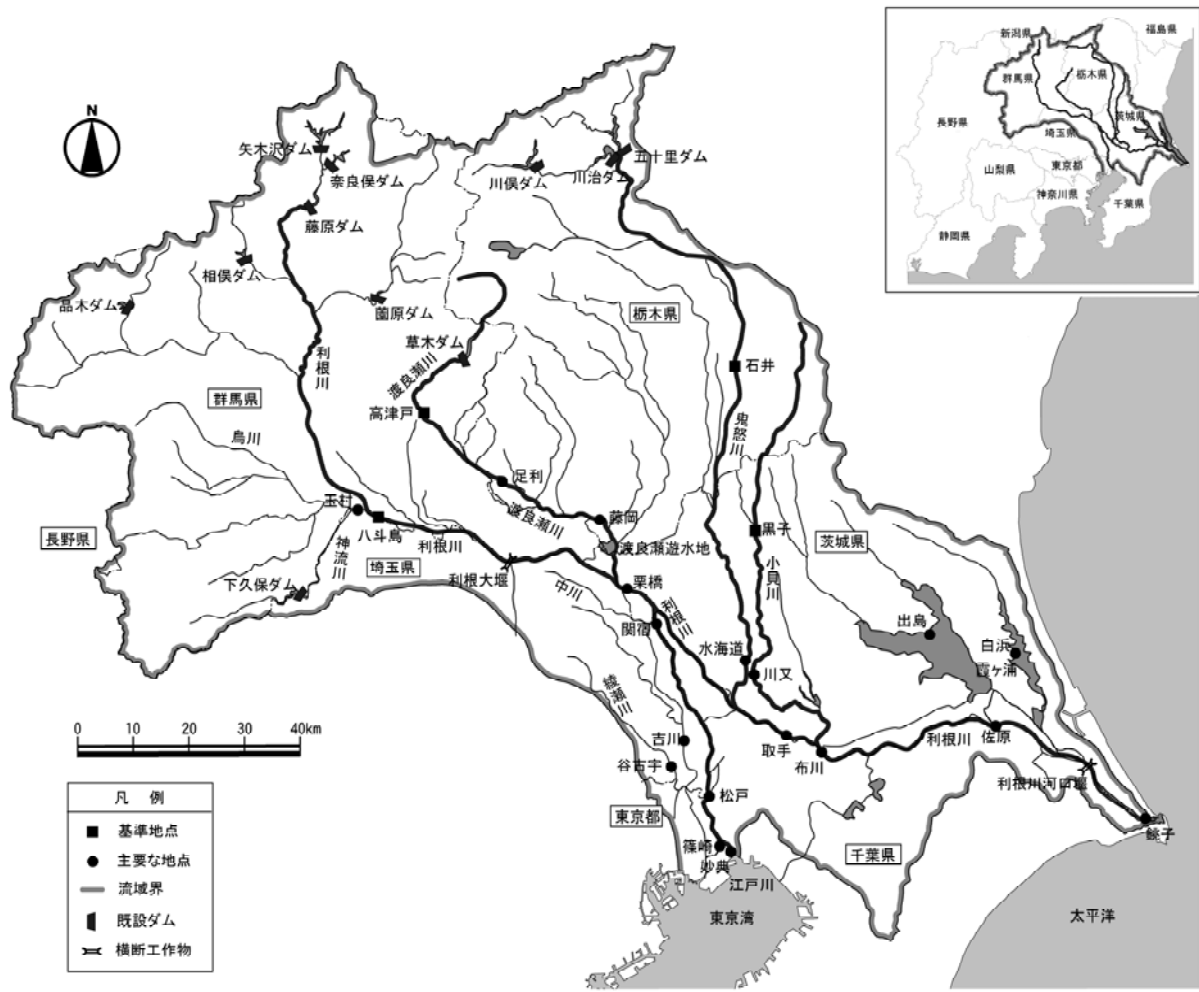 新潟県
福島県
群馬県
栃木県
茨城県
長野県
埼玉県
山梨県
東京都
神奈川県
千葉県
静岡県
N
矢木沢ダム
奈良俣ダム
藤原ダム
相俣ダム
品木ダム
薗原ダム
川俣ダム
川治ダム
五十里ダム
草木ダム
渡良瀬川
利根川
高津戸
栃木県
石井
鬼怒川
群馬県
烏川
足利
渡良瀬川
藤岡
渡良瀬遊水地
黒子
小貝川
茨城県
玉村
八斗島
利根川
長野県
神流川
埼玉県
利根大堰
下久保ダム
栗橋
中川
利根川
関宿
水海道
川又
出島
白浜
霞ヶ浦
綾瀬川
吉川
谷古宇
取手
布川
利根川
佐原
利根川河口堰
銚子
松戸
東京都
篠崎
妙典
江戸川
千葉県
東京湾
太平洋
0 10 20 40km
凡 例
基準地点
主要な地点
流域界
既設ダム
横断工作物